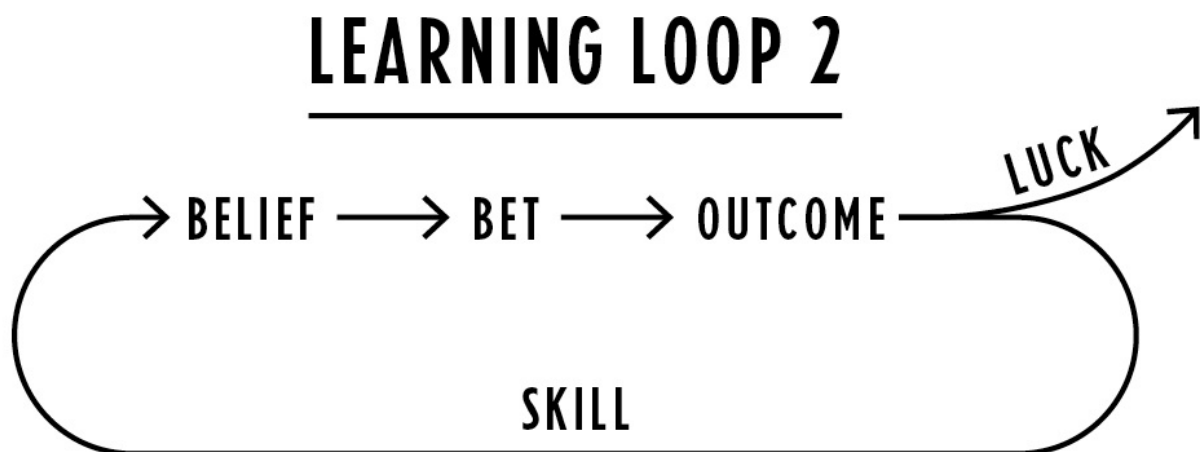 LEARNING LOOP 2
LUCK
BELIEF BET OUTCOME
SKILL